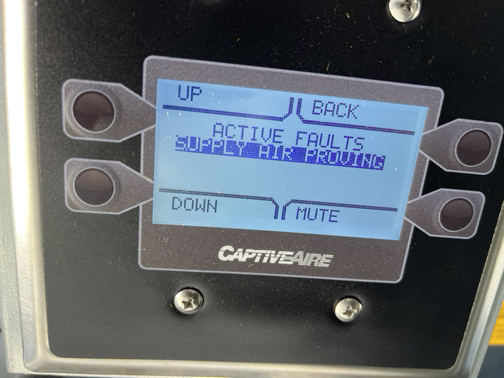 UP
BACK
ACTIVE FAULTS
SUPPLY AIR PROVING
DOWN
MUTE
CAPTIVEAIRE